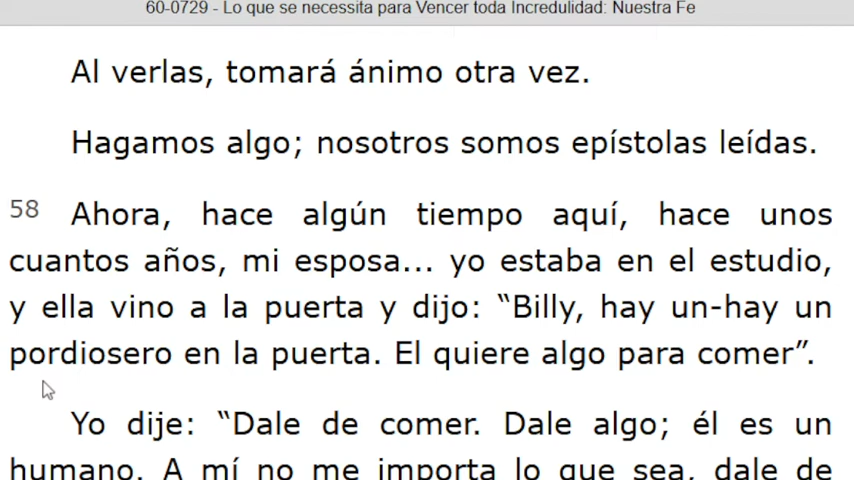 60-0729 - Lo que se necessita para Vencer toda Incredulidad: Nuestra Fe
Al verlas, tomará ánimo otra vez.
Hagamos algo; nosotros somos epístolas leídas.
58 Ahora, hace algún tiempo aquí, hace unos
cuantos años, mi esposa... yo estaba en el estudio,
y ella vino a la puerta y dijo: “Billy, hay un-hay un
pordiosero en la puerta. El quiere algo para comer”.
Yo dije: “Dale de comer. Dale algo; él es un
humano. A mí no me importa lo que sea, dale de